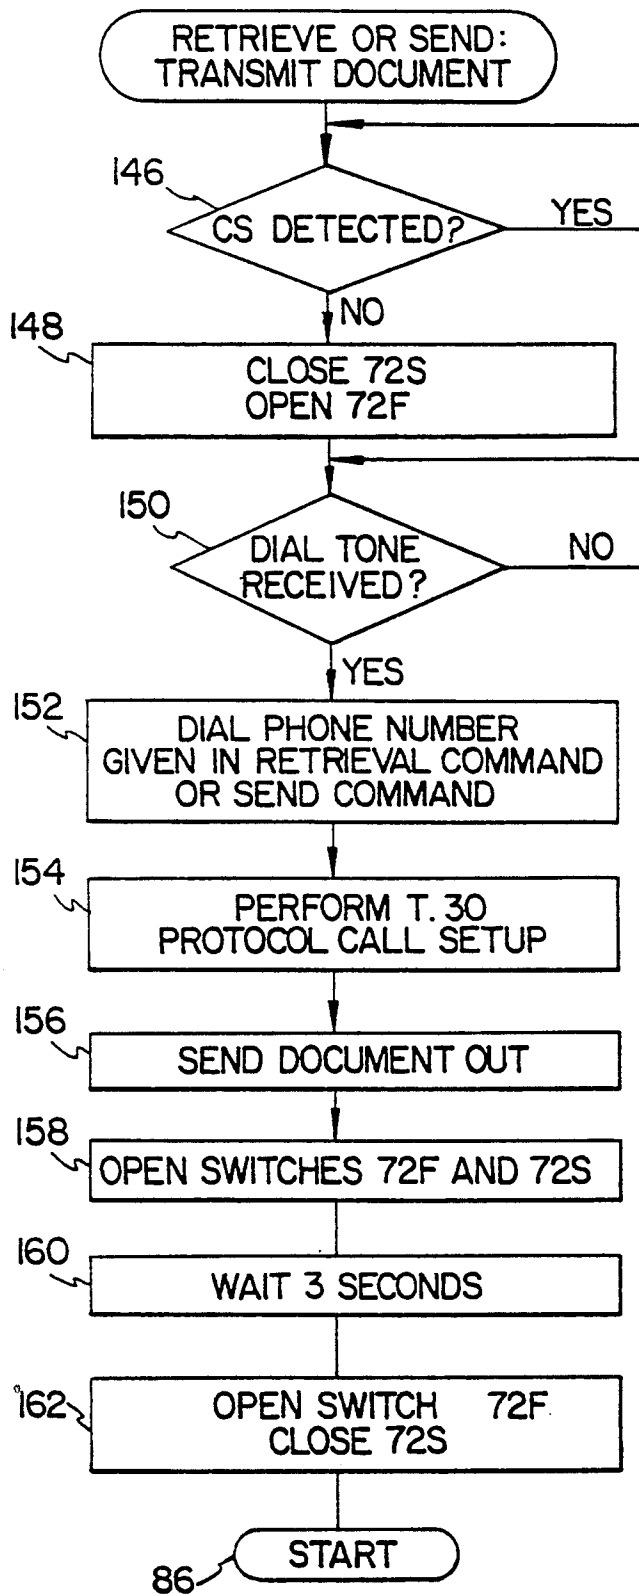 RETRIEVE OR SEND:
TRANSMIT DOCUMENT
146
CS DETECTED?
YES
NO
148
CLOSE 72S
OPEN 72F
150
DIAL TONE
RECEIVED?
NO
YES
152
DIAL PHONE NUMBER
GIVEN IN RETRIEVAL COMMAND
OR SEND COMMAND
154
PERFORM T.30
PROTOCOL CALL SETUP
156
SEND DOCUMENT OUT
158
OPEN SWITCHES 72F AND 72S
160
WAIT 3 SECONDS
162
OPEN SWITCH 72F
CLOSE 72S
START
86